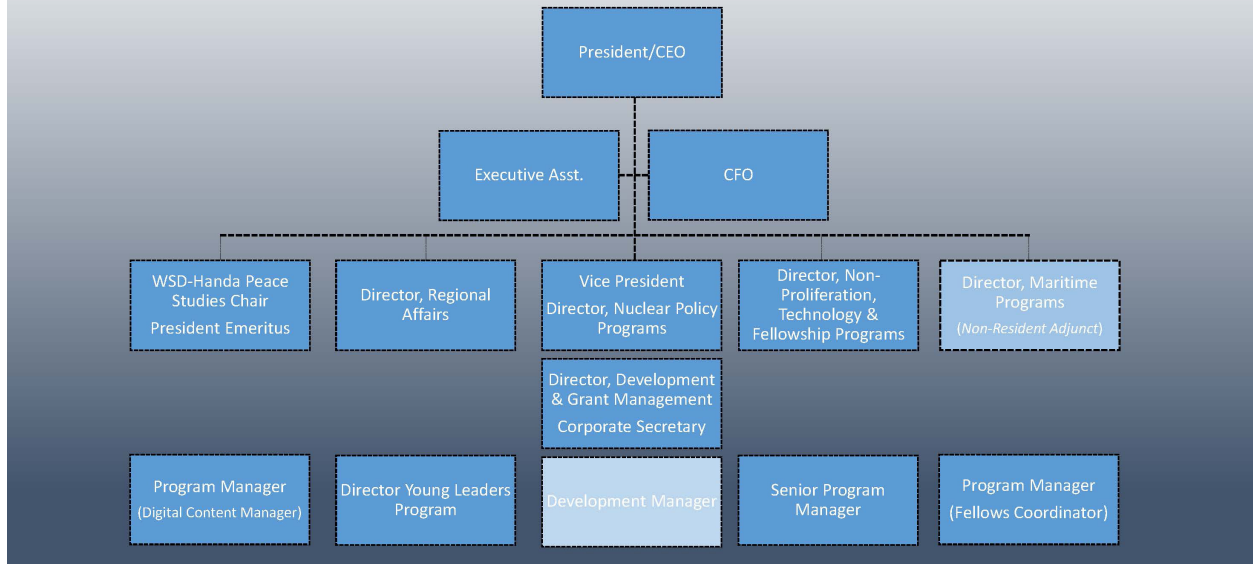 President/CEO
Executive Asst.
CFO
WSD-Handa Peace
Studies Chair
President Emeritus
Director, Regional
Affairs
Vice President
Director, Nuclear Policy
Programs
Director, Non-
Proliferation,
Technology &
Fellowship Programs
Director, Maritime
Programs
(Non-Resident Adjunct)
Director, Development
& Grant Management
Corporate Secretary
Program Manager
(Digital Content Manager)
Director Young Leaders
Program
Development Manager
Senior Program
Manager
Program Manager
(Fellows Coordinator)